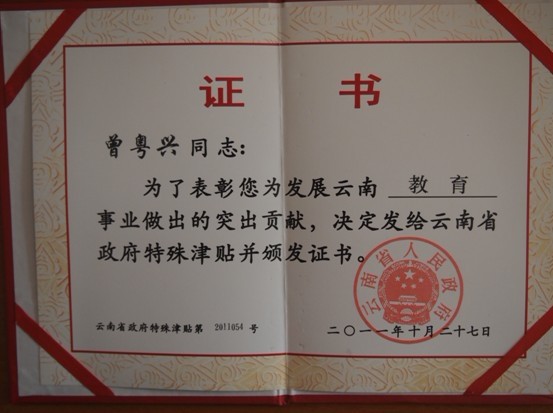 证 书
曾粤兴同志:
为了表彰您为发展云南 教 育
事业做出的突出贡献，决定发给云南省
政府特殊津贴并颁发证书。
云南省人民政府
云南省政府特殊津贴第 2011054 号
二〇一一年十月二十七日